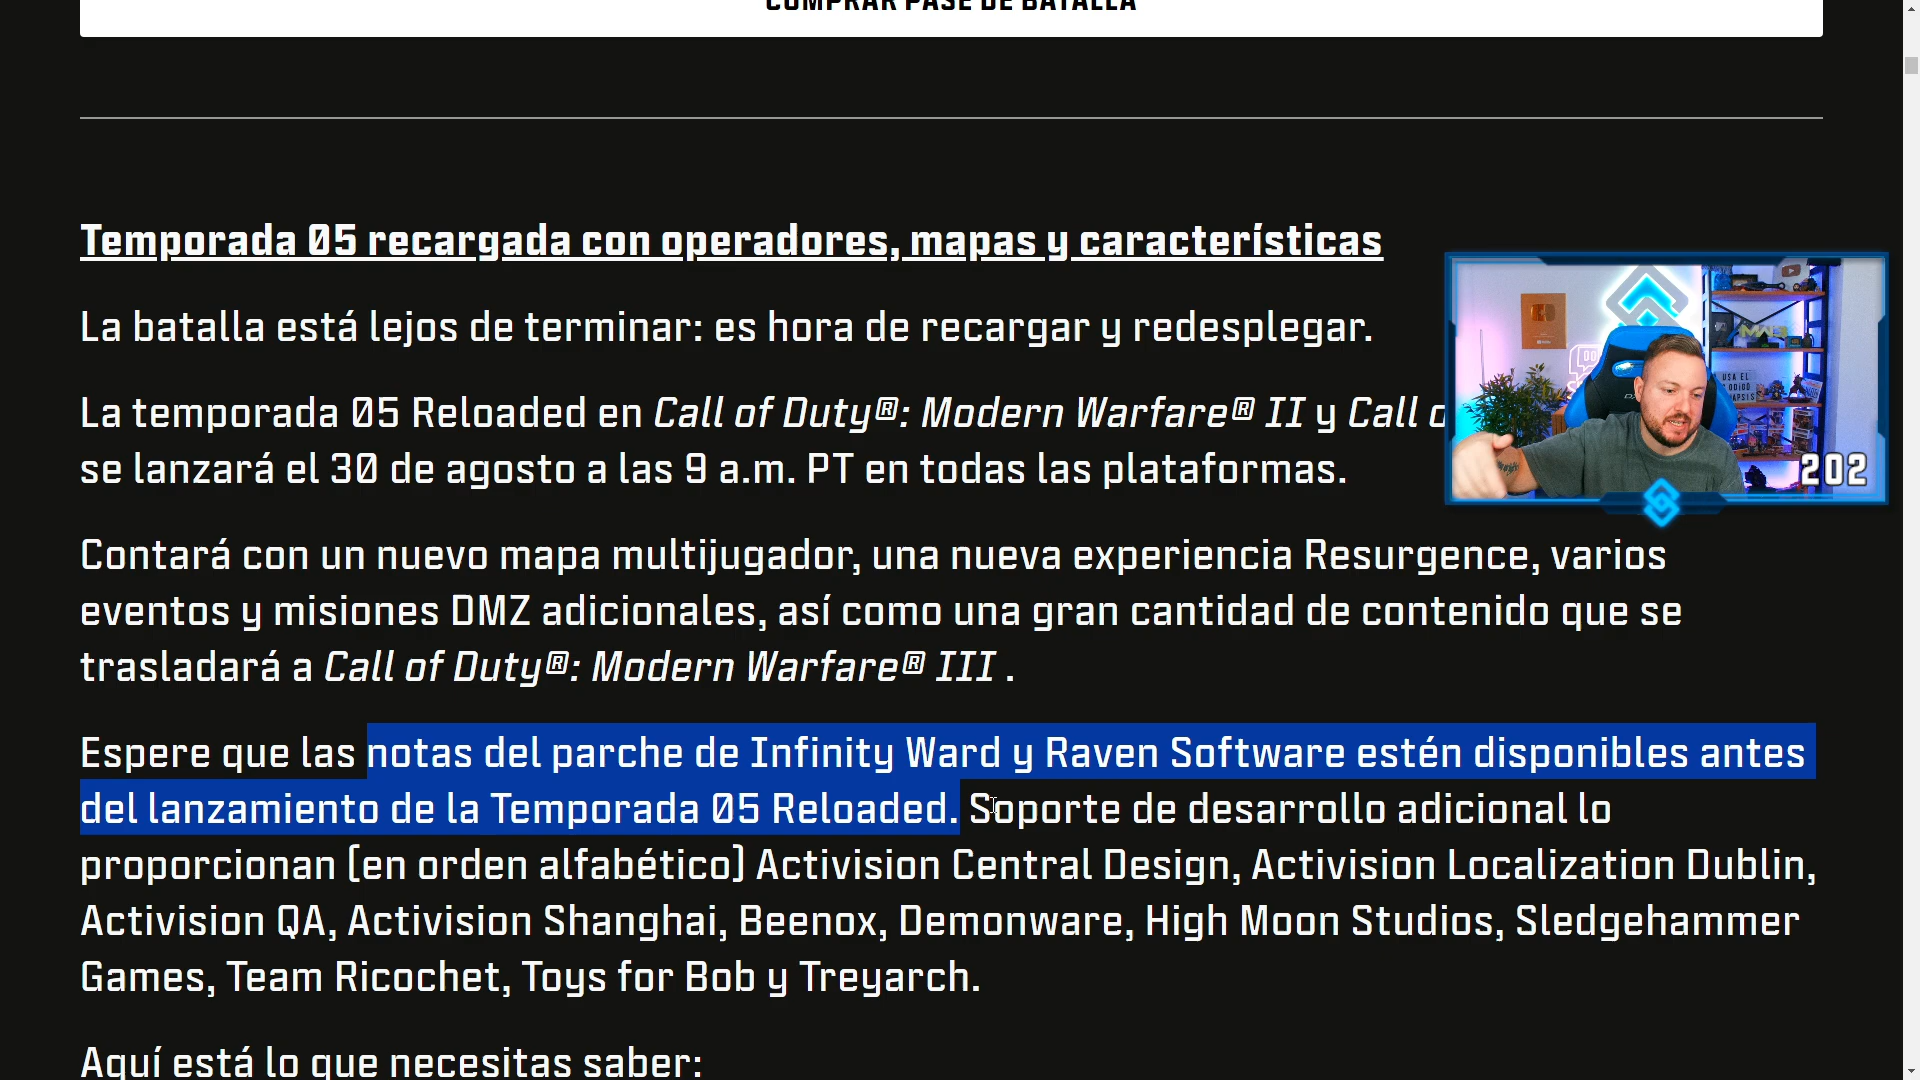 COMPRAR PASE DE BATALLA
Temporada 05 recargada con operadores, mapas y características
La batalla está lejos de terminar: es hora de recargar y redesplegar.
La temporada 05 Reloaded en Call of Duty®: Modern Warfare® II y Call
se lanzará el 30 de agosto a las 9 a.m. PT en todas las plataformas.
Contará con un nuevo mapa multijugador, una nueva experiencia Resurgence, varios
eventos y misiones DMZ adicionales, así como una gran cantidad de contenido que se
trasladará a Call of Duty®: Modern Warfare® III .
Espere que las notas del parche de Infinity Ward y Raven Software estén disponibles antes
del lanzamiento de la Temporada 05 Reloaded. Soporte de desarrollo adicional lo
proporcionan (en orden alfabético) Activision Central Design, Activision Localization Dublin,
Activision QA, Activision Shanghai, Beenox, Demonware, High Moon Studios, Sledgehammer
Games, Team Ricochet, Toys for Bob y Treyarch.
Aquí está lo que necesitas saber:
USA EL
202